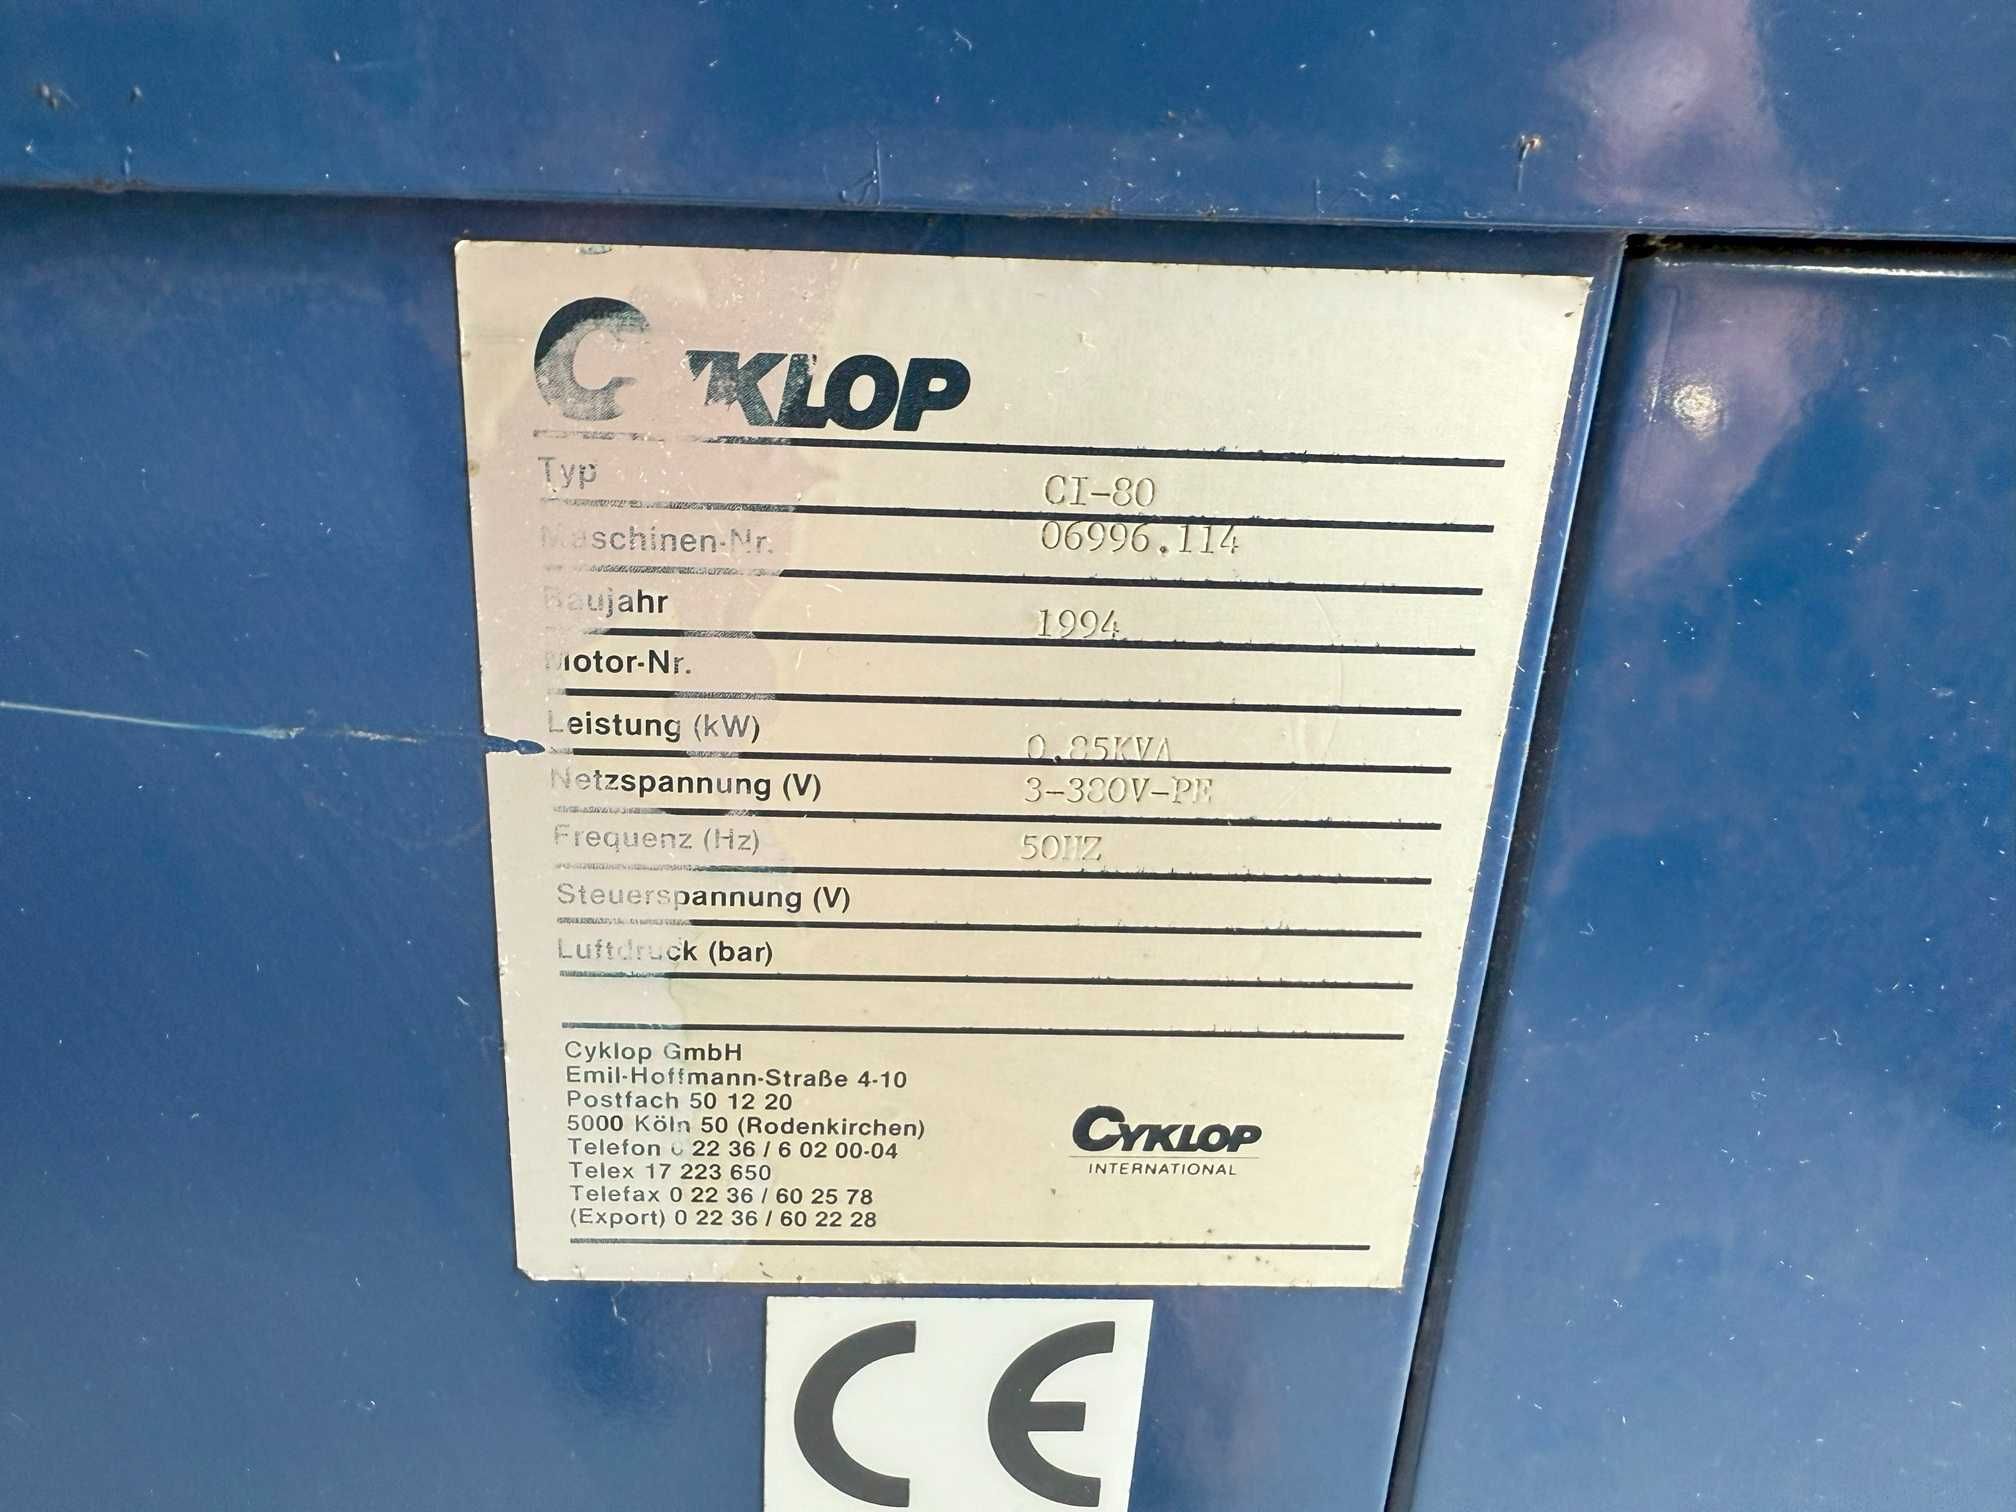 CYKLOP
Typ CI-80
Maschinen-Nr. 06996.114
Baujahr 1994
Motor-Nr.
Leistung (kW) 0.85KVA
Netzspannung (V) 3-380V-PE
Frequenz (Hz) 50HZ
Steuerspannung (V)
Luftdruck (bar)
Cyklop GmbH
Emil-Hoffmann-Straße 4-10
Postfach 50 12 20
5000 Köln 50 (Rodenkirchen)
Telefon 0 22 36 / 6 02 00-04
Telex 17 223 650
Telefax 0 22 36 / 60 25 78
(Export) 0 22 36 / 60 22 28
CYKLOP
INTERNATIONAL
CE